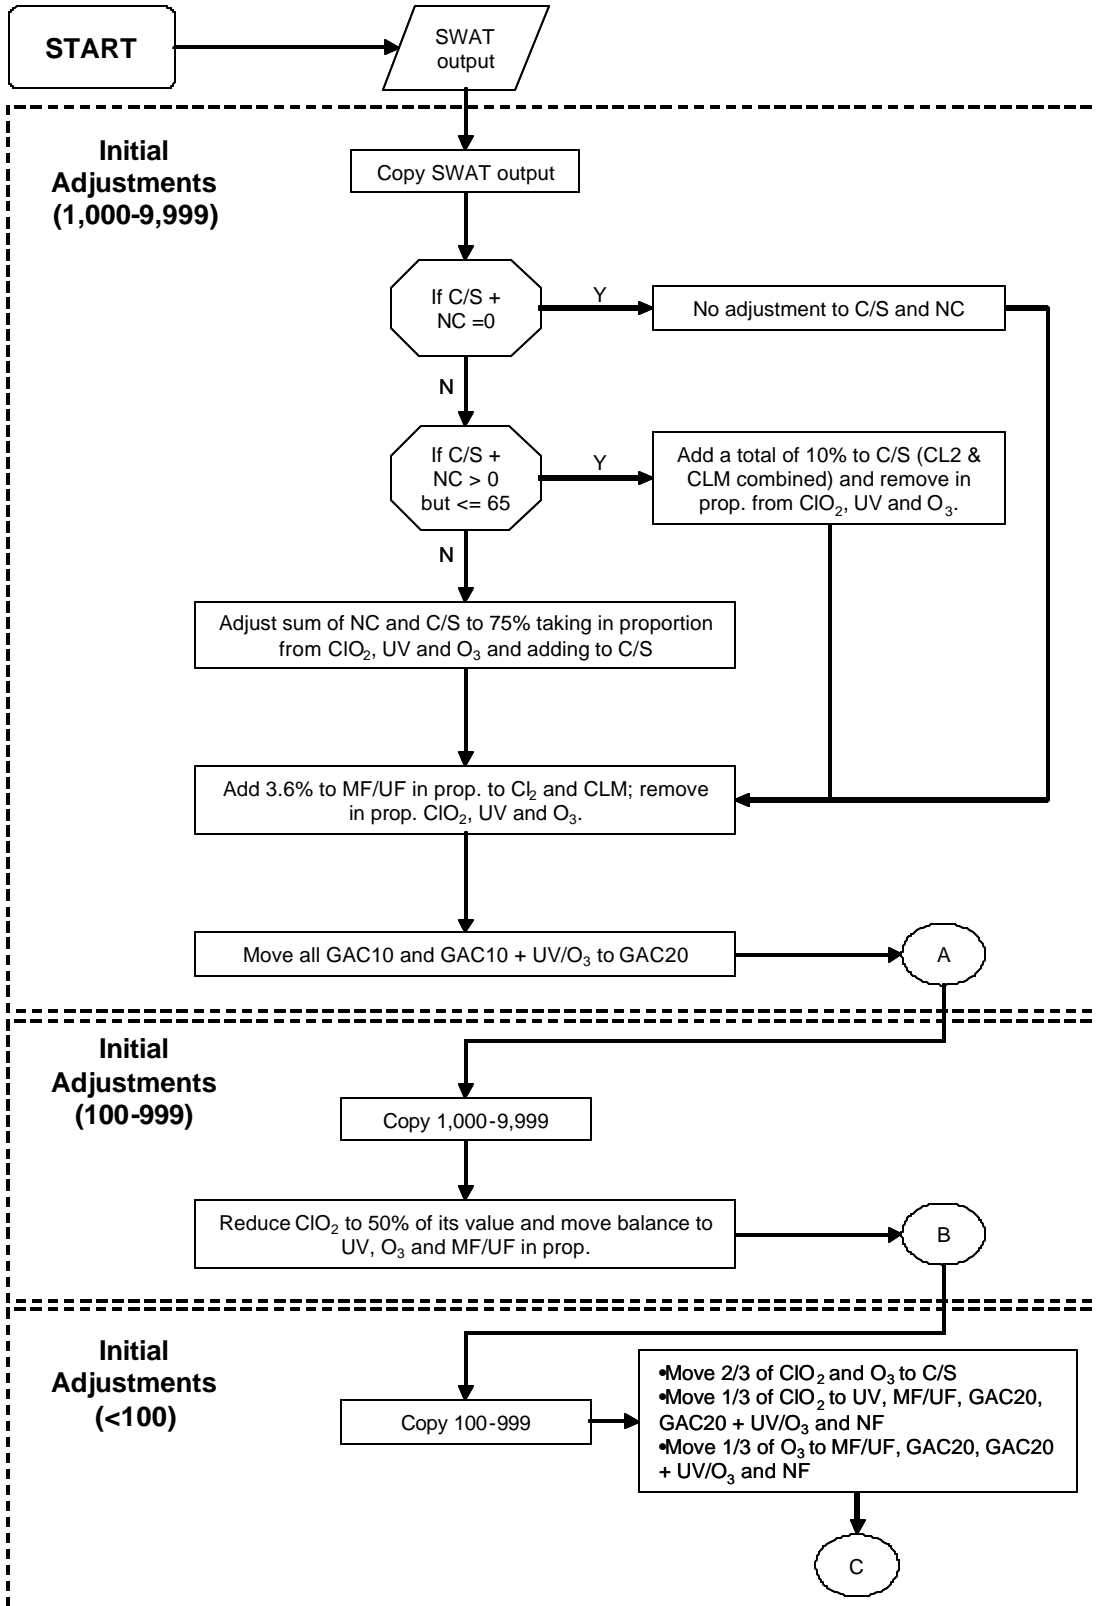 START
SWAT
output
Initial
Adjustments
(1,000-9,999)
Copy SWAT output
If C/S +
NC =0
Y
No adjustment to C/S and NC
N
If C/S +
NC > 0
but <= 65
Y
Add a total of 10% to C/S (CL2 &
CLM combined) and remove in
prop. from ClO2, UV and O3.
N
Adjust sum of NC and C/S to 75% taking in proportion
from ClO2, UV and O3 and adding to C/S
Add 3.6% to MF/UF in prop. to Cl2 and CLM; remove
in prop. ClO2, UV and O3.
Move all GAC10 and GAC10 + UV/O3 to GAC20
A
Initial
Adjustments
(100-999)
Copy 1,000-9,999
Reduce ClO2 to 50% of its value and move balance to
UV, O3 and MF/UF in prop.
B
Initial
Adjustments
(<100)
Copy 100-999
•Move 2/3 of ClO2 and O3 to C/S
•Move 1/3 of ClO2 to UV, MF/UF, GAC20,
GAC20 + UV/O3 and NF
•Move 1/3 of O3 to MF/UF, GAC20, GAC20
+ UV/O3 and NF
C